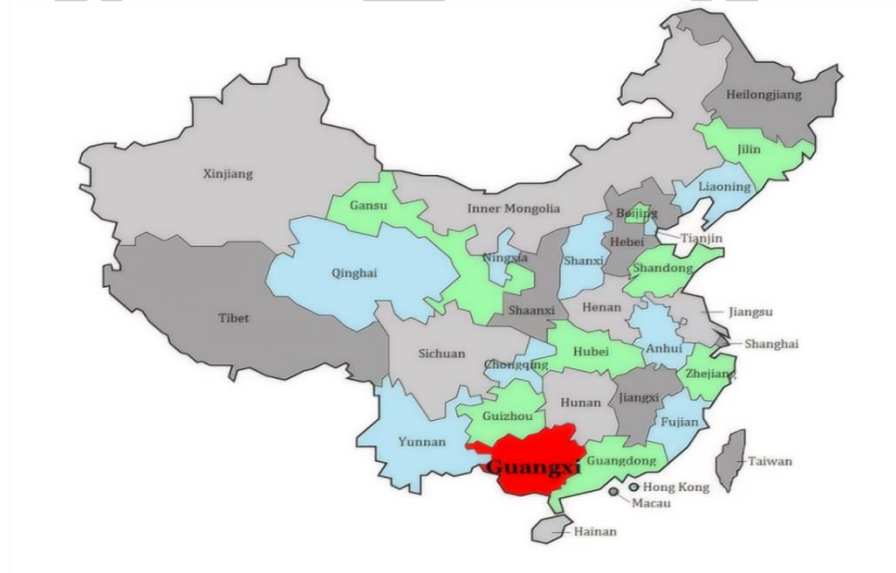 Heilongjiang
Jilin
Xinjiang
Liaoning
Gansu
Inner Mongolia
Beijing
Tianjin
Hebei
Ningxia
Shanxi
Shandong
Qinghai
Shaanxi
Henan
Jiangsu
Tibet
Shanghai
Sichuan
Hubei
Anhui
Chongqing
Zhejiang
Hunan
Jiangxi
Guizhou
Fujian
Yunnan
Guangxi
Guangdong
Taiwan
Hong Kong
Macau
Hainan